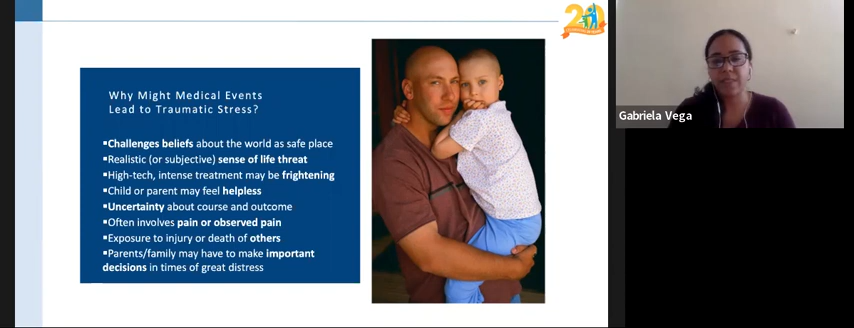 20
Why Might Medical Events
Lead to Traumatic Stress?
▪Challenges beliefs about the world as safe place
▪Realistic (or subjective) sense of life threat
▪High-tech, intense treatment may be frightening
▪Child or parent may feel helpless
▪Uncertainty about course and outcome
▪Often involves pain or observed pain
▪Exposure to injury or death of others
▪Parents/family may have to make important
decisions in times of great distress
Gabriela Vega